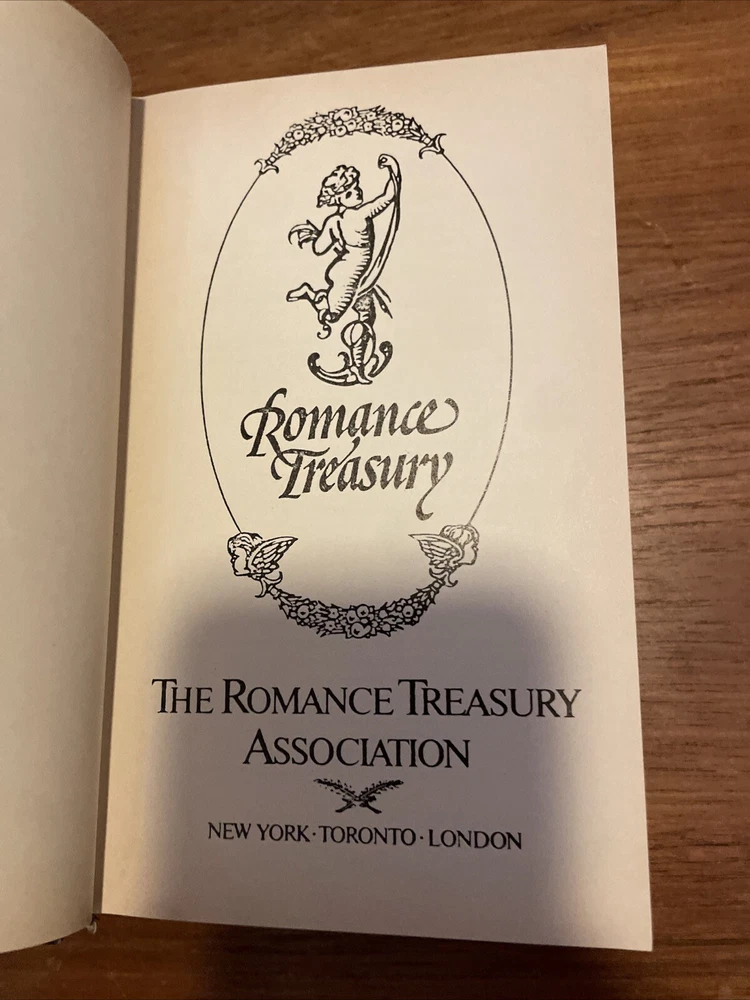 Romance
Treasury
THE ROMANCE TREASURY
ASSOCIATION
NEW YORK · TORONTO · LONDON